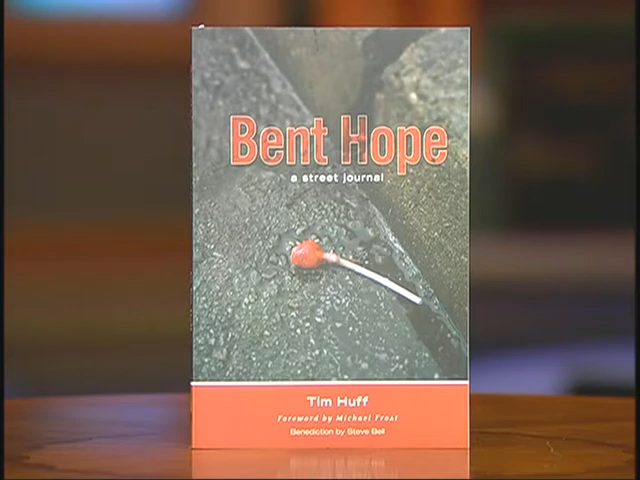 Bent Hope
a street journal
Tim Huff
Foreword by Michael Frost
Benediction by Steve Bell